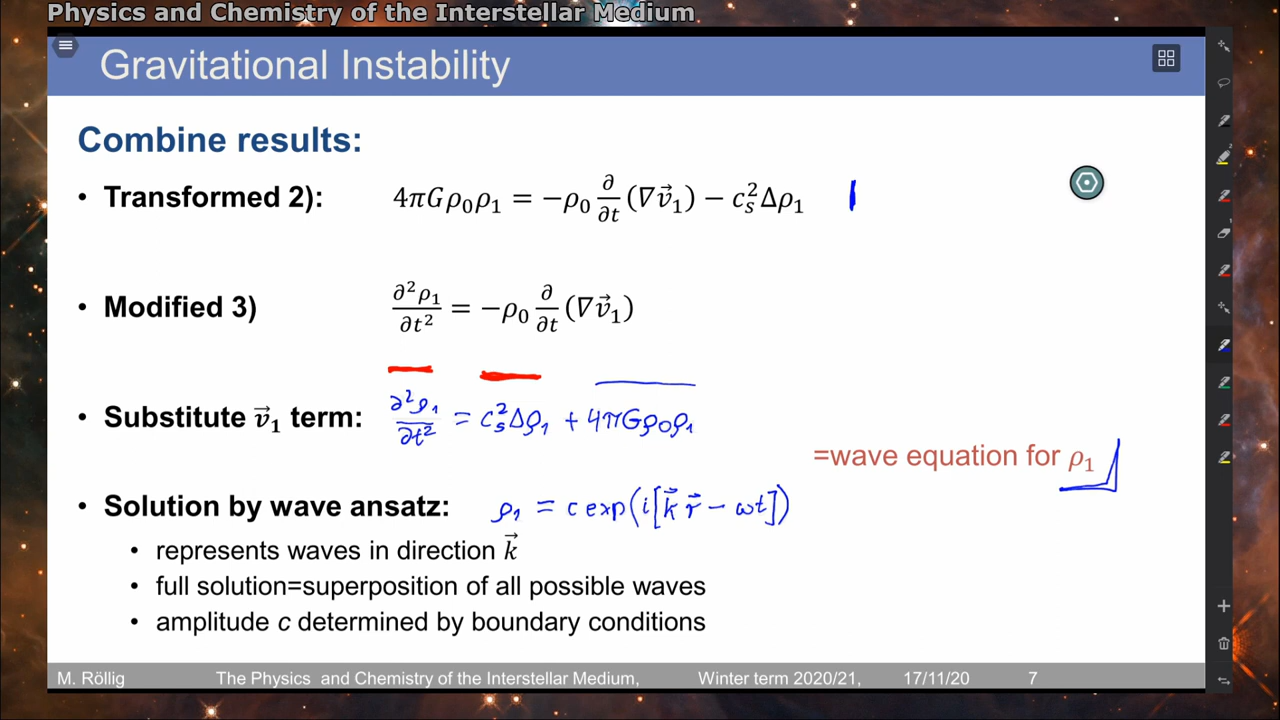 Physics and Chemistry of the Interstellar Medium
Gravitational Instability
Combine results:
• Transformed 2): 4πGρ₀ρ₁ = −ρ₀ ∂/∂t (∇v⃗₁) − cₛ²Δρ₁
• Modified 3) ∂²ρ₁/∂t² = −ρ₀ ∂/∂t (∇v⃗₁)
• Substitute v⃗₁ term: ∂²ρ₁/∂t² = cₛ²Δρ₁ + 4πGρ₀ρ₁
=wave equation for ρ₁
• Solution by wave ansatz: ρ₁ = c exp(i[k⃗ r⃗ − ωt])
• represents waves in direction k⃗
• full solution=superposition of all possible waves
• amplitude c determined by boundary conditions
M. Röllig The Physics and Chemistry of the Interstellar Medium, Winter term 2020/21, 17/11/20 7